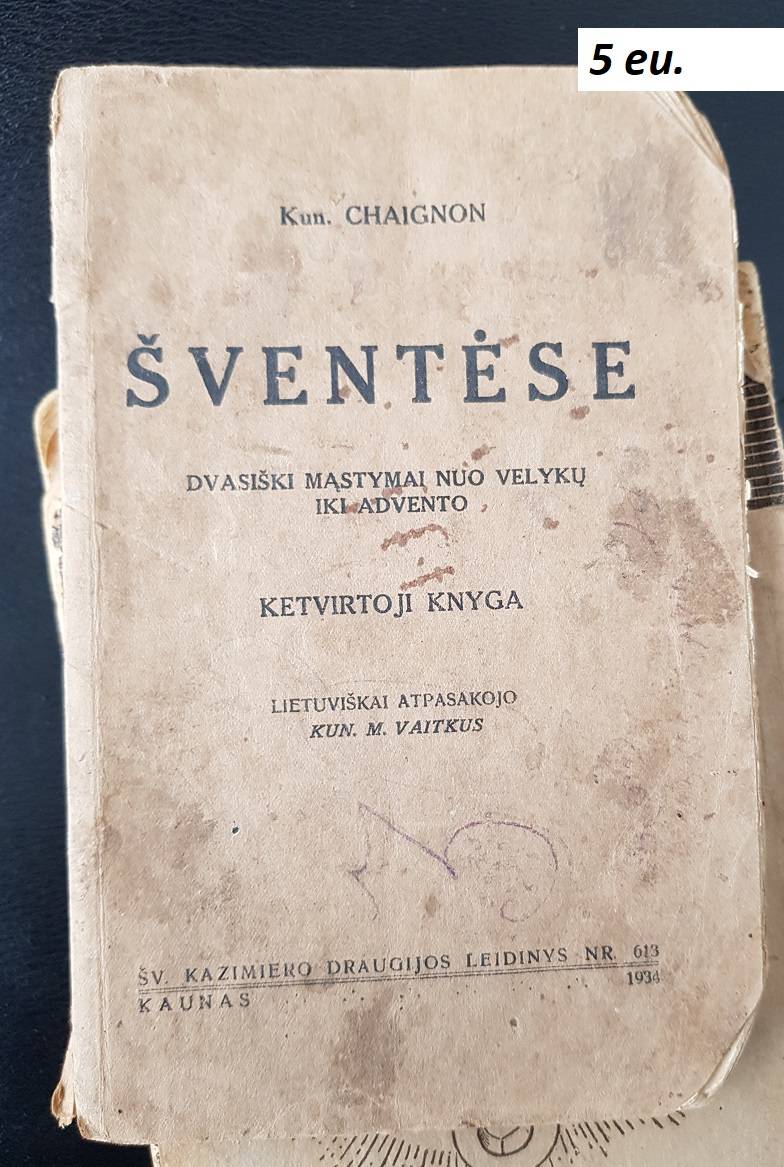 5 eu.
Kun. CHAIGNON
ŠVENTĖSE
DVASIŠKI MĄSTYMAI NUO VELYKŲ
IKI ADVENTO
KETVIRTOJI KNYGA
LIETUVIŠKAI ATPASAKOJO
KUN. M. VAITKUS
ŠV. KAZIMIERO DRAUGIJOS LEIDINYS NR. 613
KAUNAS 1934